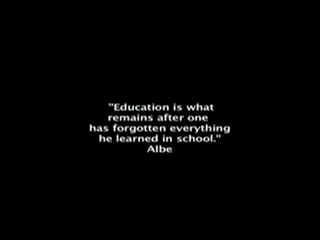 "Education is what
remains after one
has forgotten everything
he learned in school."
Albe